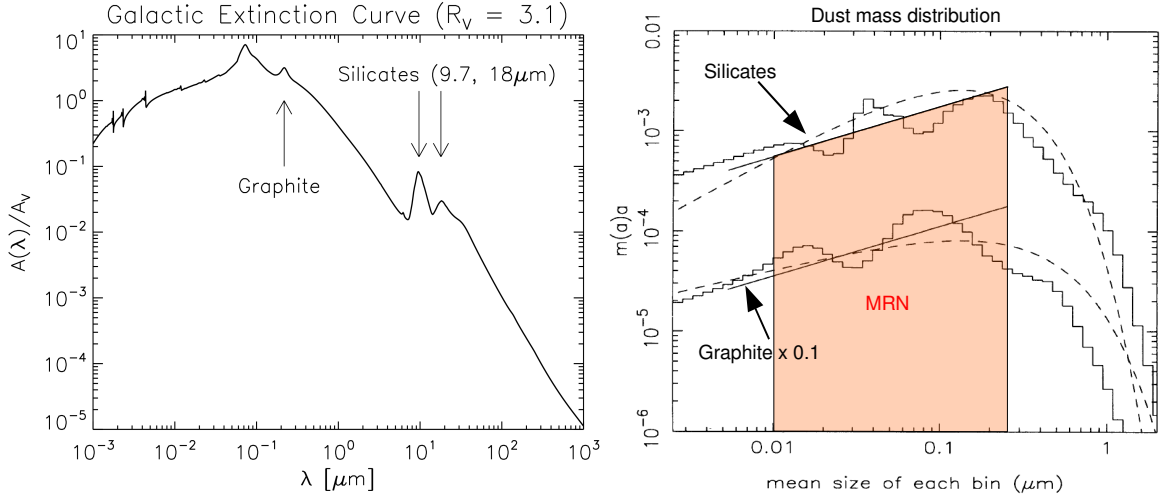 Galactic Extinction Curve (R_V = 3.1)
10^1
10^0
10^-1
10^-2
10^-3
10^-4
10^-5
A(λ)/A_V
Silicates (9.7, 18μm)
Graphite
10^-3
10^-2
10^-1
10^0
10^1
10^2
10^3
λ [μm]
Dust mass distribution
0.01
10^-3
10^-4
10^-5
10^-6
m(a)a
Silicates
MRN
Graphite x 0.1
0.01
0.1
1
mean size of each bin (μm)